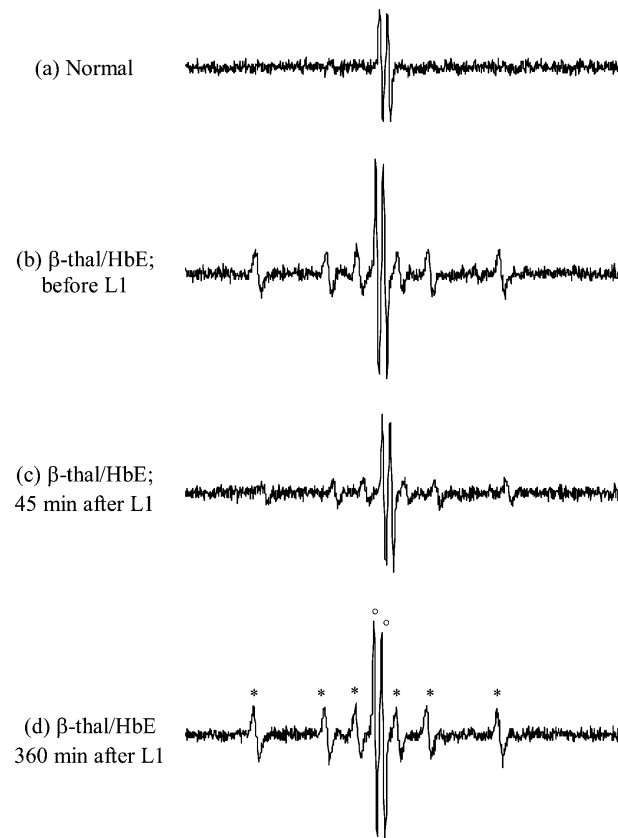 (a) Normal
(b) β-thal/HbE;
before L1
(c) β-thal/HbE;
45 min after L1
° °
* * * * * *
(d) β-thal/HbE
360 min after L1